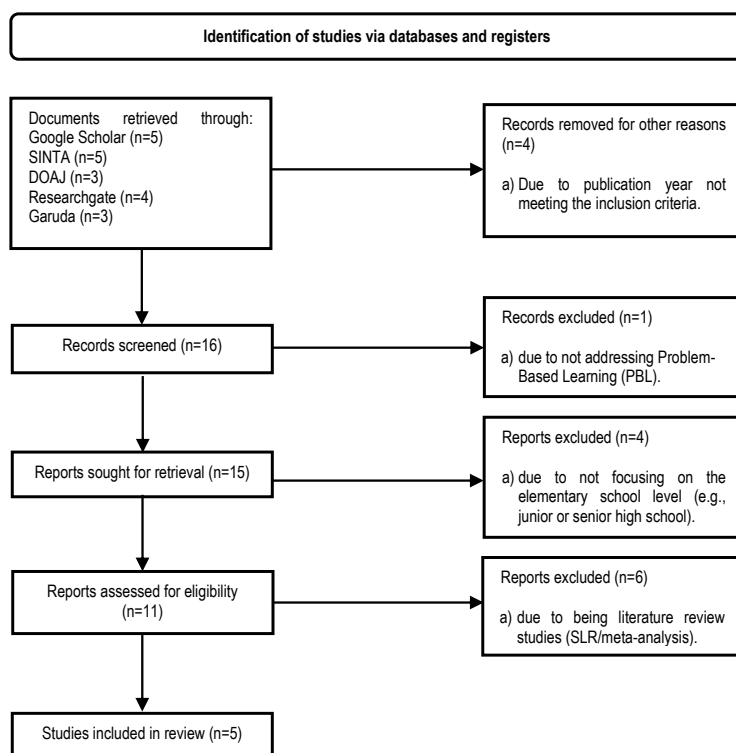 Identification of studies via databases and registers
Documents retrieved through:
Google Scholar (n=5)
SINTA (n=5)
DOAJ (n=3)
Researchgate (n=4)
Garuda (n=3)
Records removed for other reasons
(n=4)
a) Due to publication year not
meeting the inclusion criteria.
Records screened (n=16)
Records excluded (n=1)
a) due to not addressing Problem-
Based Learning (PBL).
Reports sought for retrieval (n=15)
Reports excluded (n=4)
a) due to not focusing on the
elementary school level (e.g.,
junior or senior high school).
Reports assessed for eligibility
(n=11)
Reports excluded (n=6)
a) due to being literature review
studies (SLR/meta-analysis).
Studies included in review (n=5)